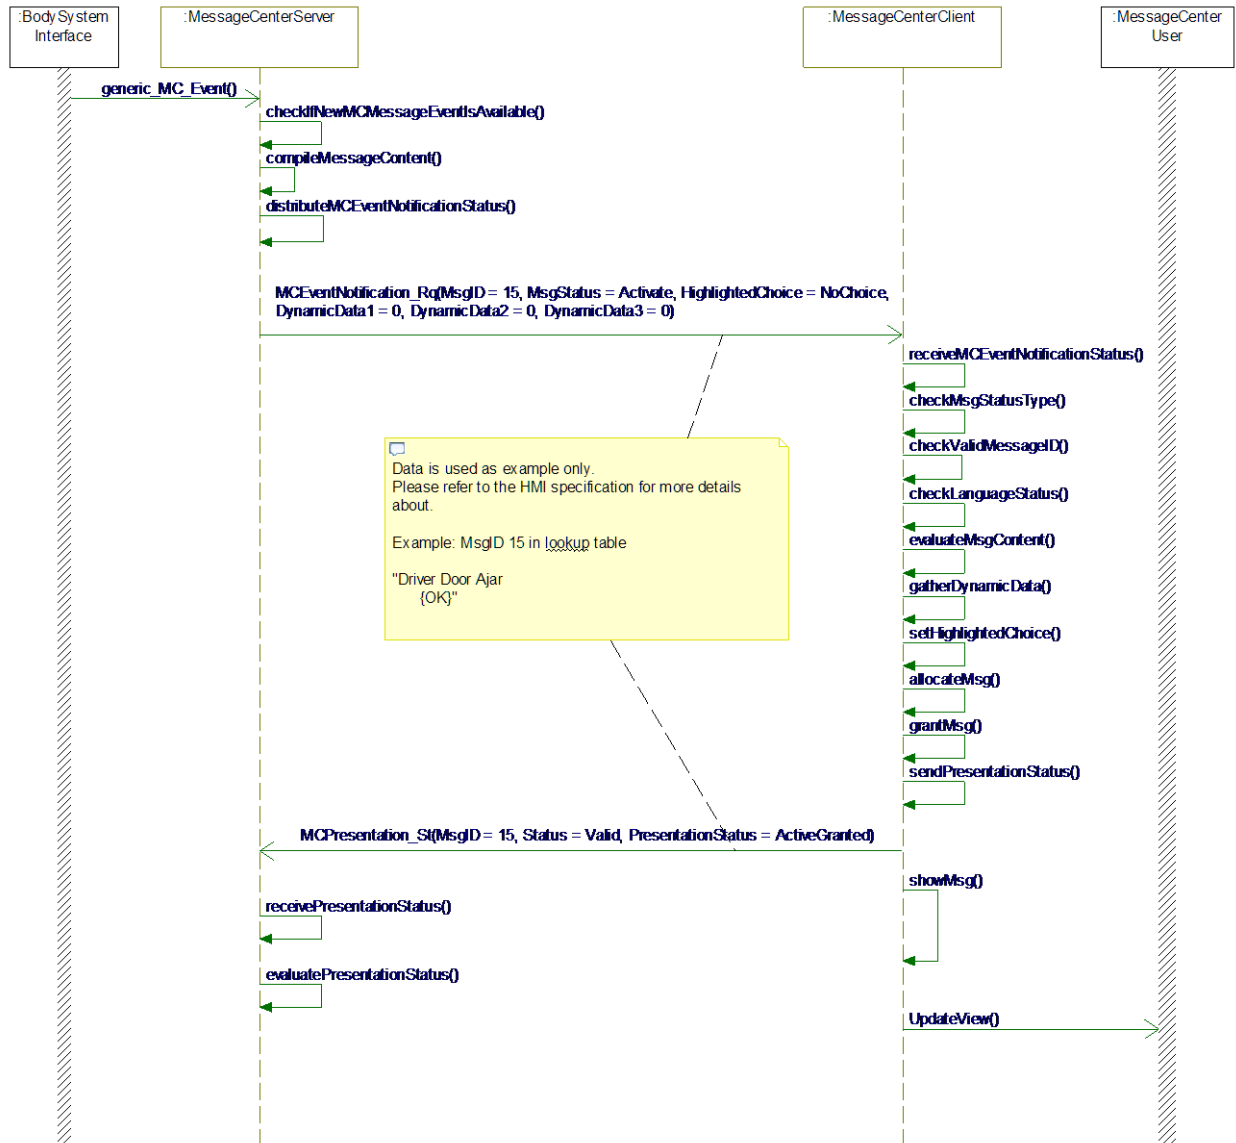 :BodySystem
Interface
:MessageCenterServer
:MessageCenterClient
:MessageCenter
User
generic_MC_Event()
checkIfNewMCMessageEventIsAvailable()
compileMessageContent()
distributeMCEventNotificationStatus()
MCEventNotification_Rq(MsgID = 15, MsgStatus = Activate, HighlightedChoice = NoChoice,
DynamicData1 = 0, DynamicData2 = 0, DynamicData3 = 0)
receiveMCEventNotificationStatus()
checkMsgStatusType()
checkValidMessageID()
checkLanguageStatus()
evaluateMsgContent()
gatherDynamicData()
setHighlightedChoice()
allocateMsg()
grantMsg()
sendPresentationStatus()
Data is used as example only.
Please refer to the HMI specification for more details
about.
Example: MsgID 15 in lookup table
"Driver Door Ajar
{OK}"
MCPresentation_St(MsgID = 15, Status = Valid, PresentationStatus = ActiveGranted)
showMsg()
receivePresentationStatus()
evaluatePresentationStatus()
UpdateView()